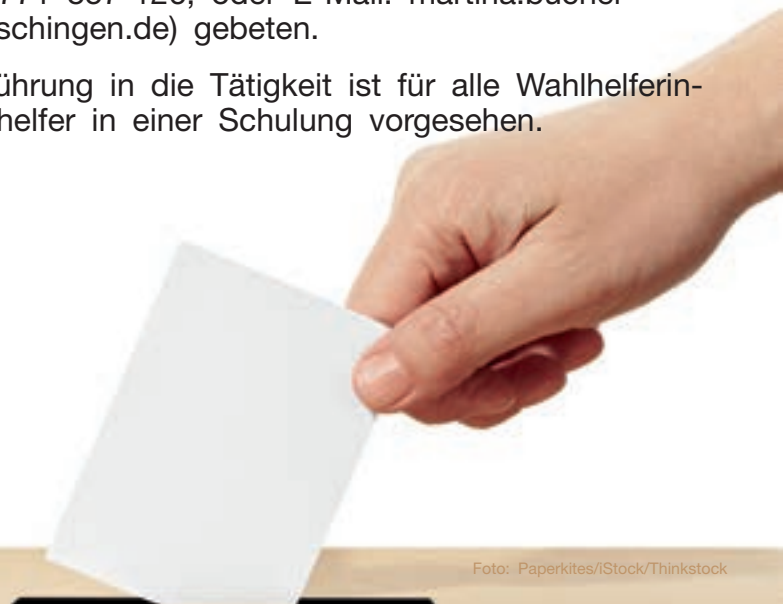 schingen.de) gebeten.
ührung in die Tätigkeit ist für alle Wahlhelferin-
helfer in einer Schulung vorgesehen.
Foto: Paperkites/iStock/Thinkstock